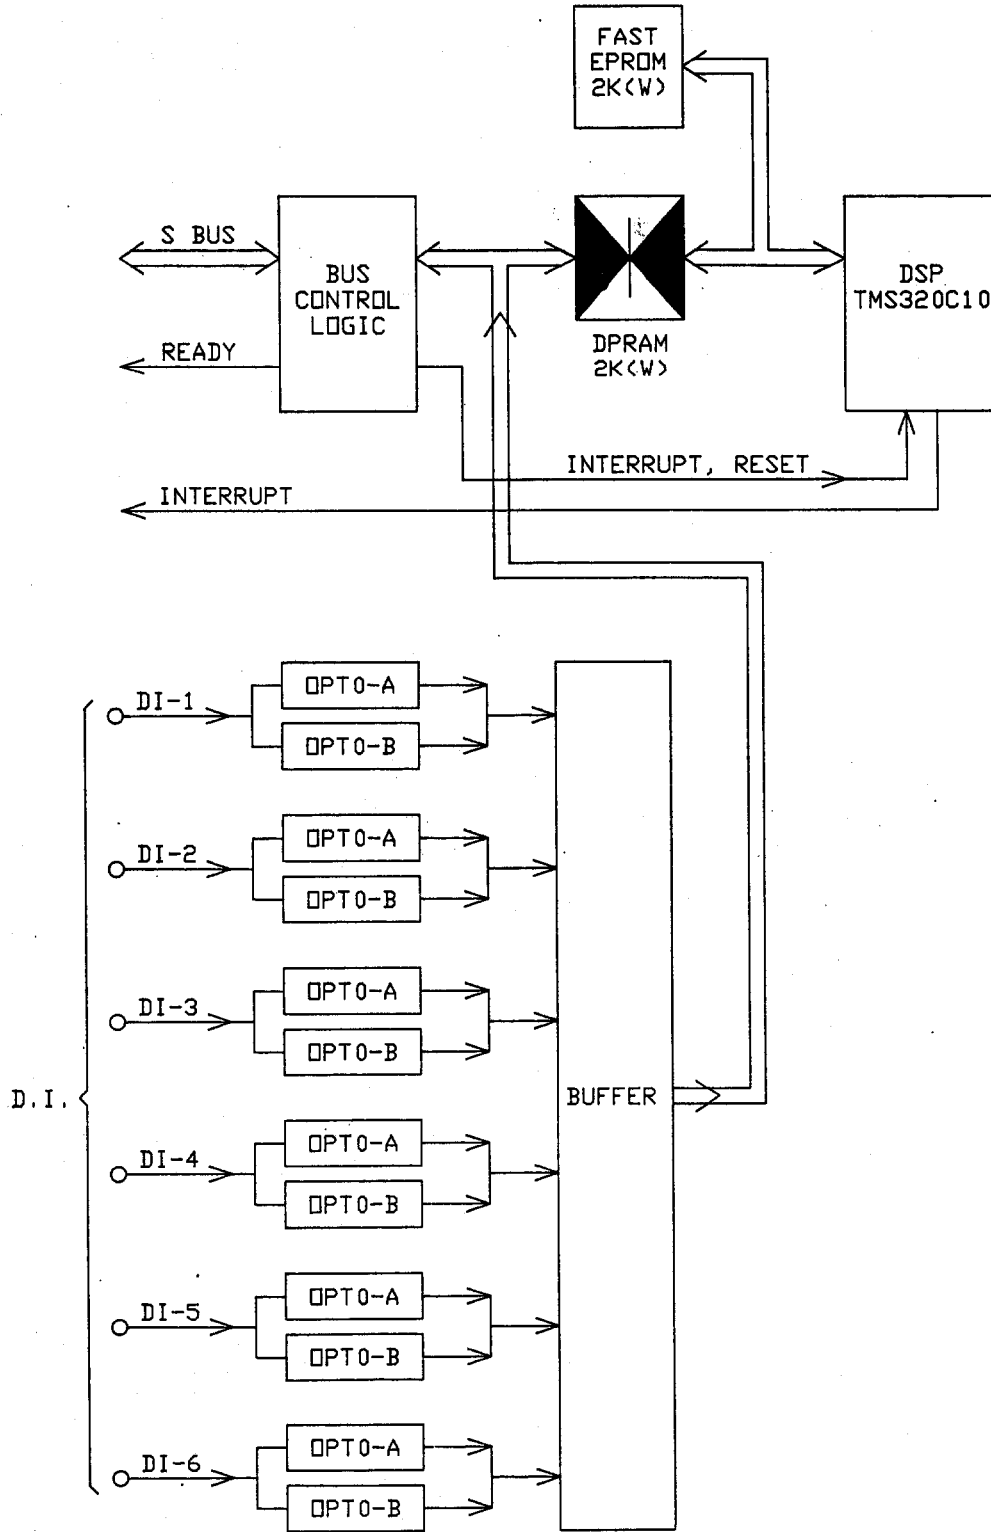 FAST
EPROM
2K(W)
S BUS
BUS
CONTROL
LOGIC
DSP
TMS320C10
DPRAM
2K(W)
READY
INTERRUPT, RESET
INTERRUPT
DI-1
OPTO-A
OPTO-B
DI-2
OPTO-A
OPTO-B
DI-3
OPTO-A
OPTO-B
D.I.
BUFFER
DI-4
OPTO-A
OPTO-B
DI-5
OPTO-A
OPTO-B
DI-6
OPTO-A
OPTO-B